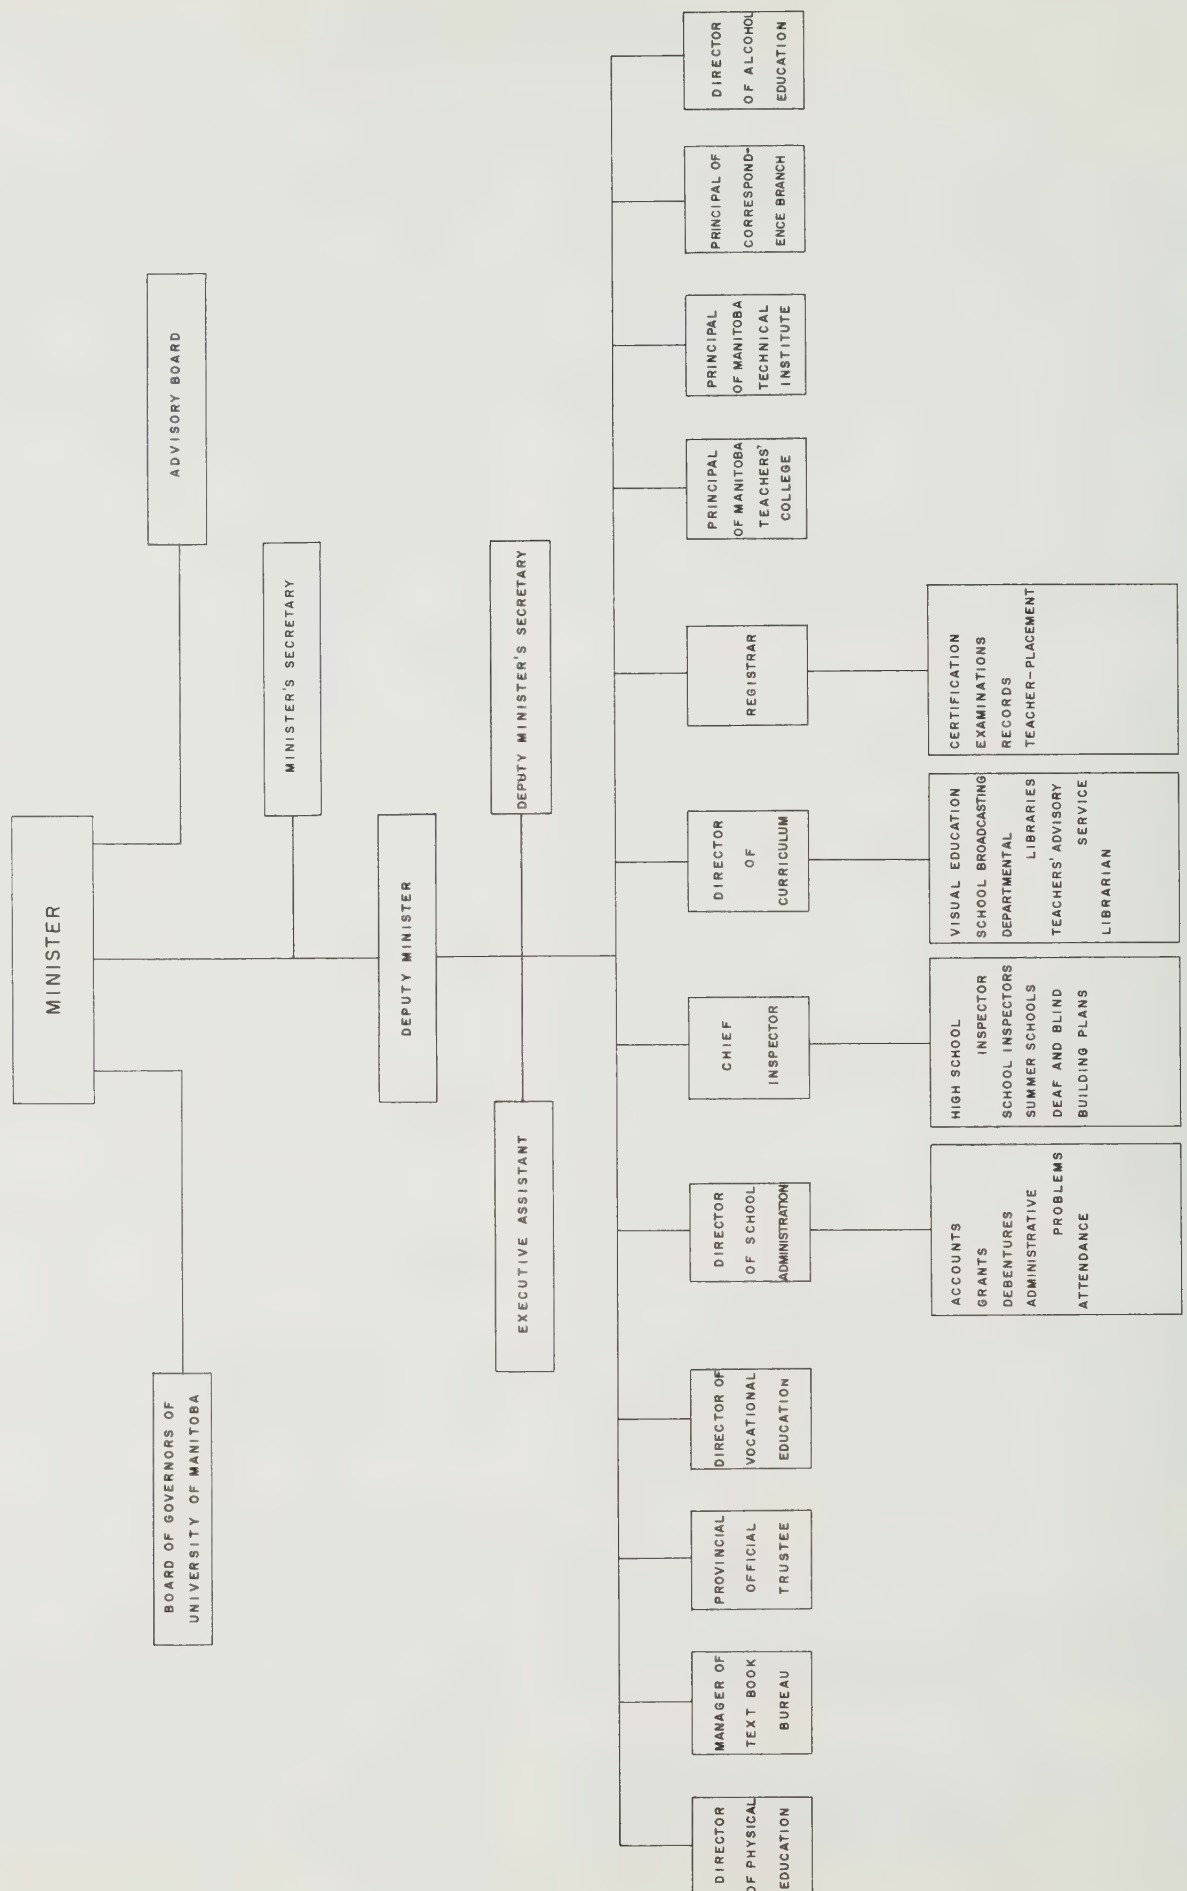 MINISTER
BOARD OF GOVERNORS OF
UNIVERSITY OF MANITOBA
ADVISORY BOARD
MINISTER'S SECRETARY
DEPUTY MINISTER
EXECUTIVE ASSISTANT
DEPUTY MINISTER'S SECRETARY
DIRECTOR
OF PHYSICAL
EDUCATION
MANAGER OF
TEXT BOOK
BUREAU
PROVINCIAL
OFFICIAL
TRUSTEE
DIRECTOR OF
VOCATIONAL
EDUCATION
DIRECTOR
OF SCHOOL
ADMINISTRATION
CHIEF
INSPECTOR
DIRECTOR
OF
CURRICULUM
REGISTRAR
PRINCIPAL
OF MANITOBA
TEACHERS'
COLLEGE
PRINCIPAL
OF MANITOBA
TECHNICAL
INSTITUTE
PRINCIPAL OF
CORRESPOND-
ENCE BRANCH
DIRECTOR
OF ALCOHOL
EDUCATION
ACCOUNTS
GRANTS
DEBENTURES
ADMINISTRATIVE
PROBLEMS
ATTENDANCE
HIGH SCHOOL
INSPECTOR
SCHOOL INSPECTORS
SUMMER SCHOOLS
DEAF AND BLIND
BUILDING PLANS
VISUAL EDUCATION
SCHOOL BROADCASTING
DEPARTMENTAL
LIBRARIES
TEACHERS' ADVISORY
SERVICE
LIBRARIAN
CERTIFICATION
EXAMINATIONS
RECORDS
TEACHER-PLACEMENT